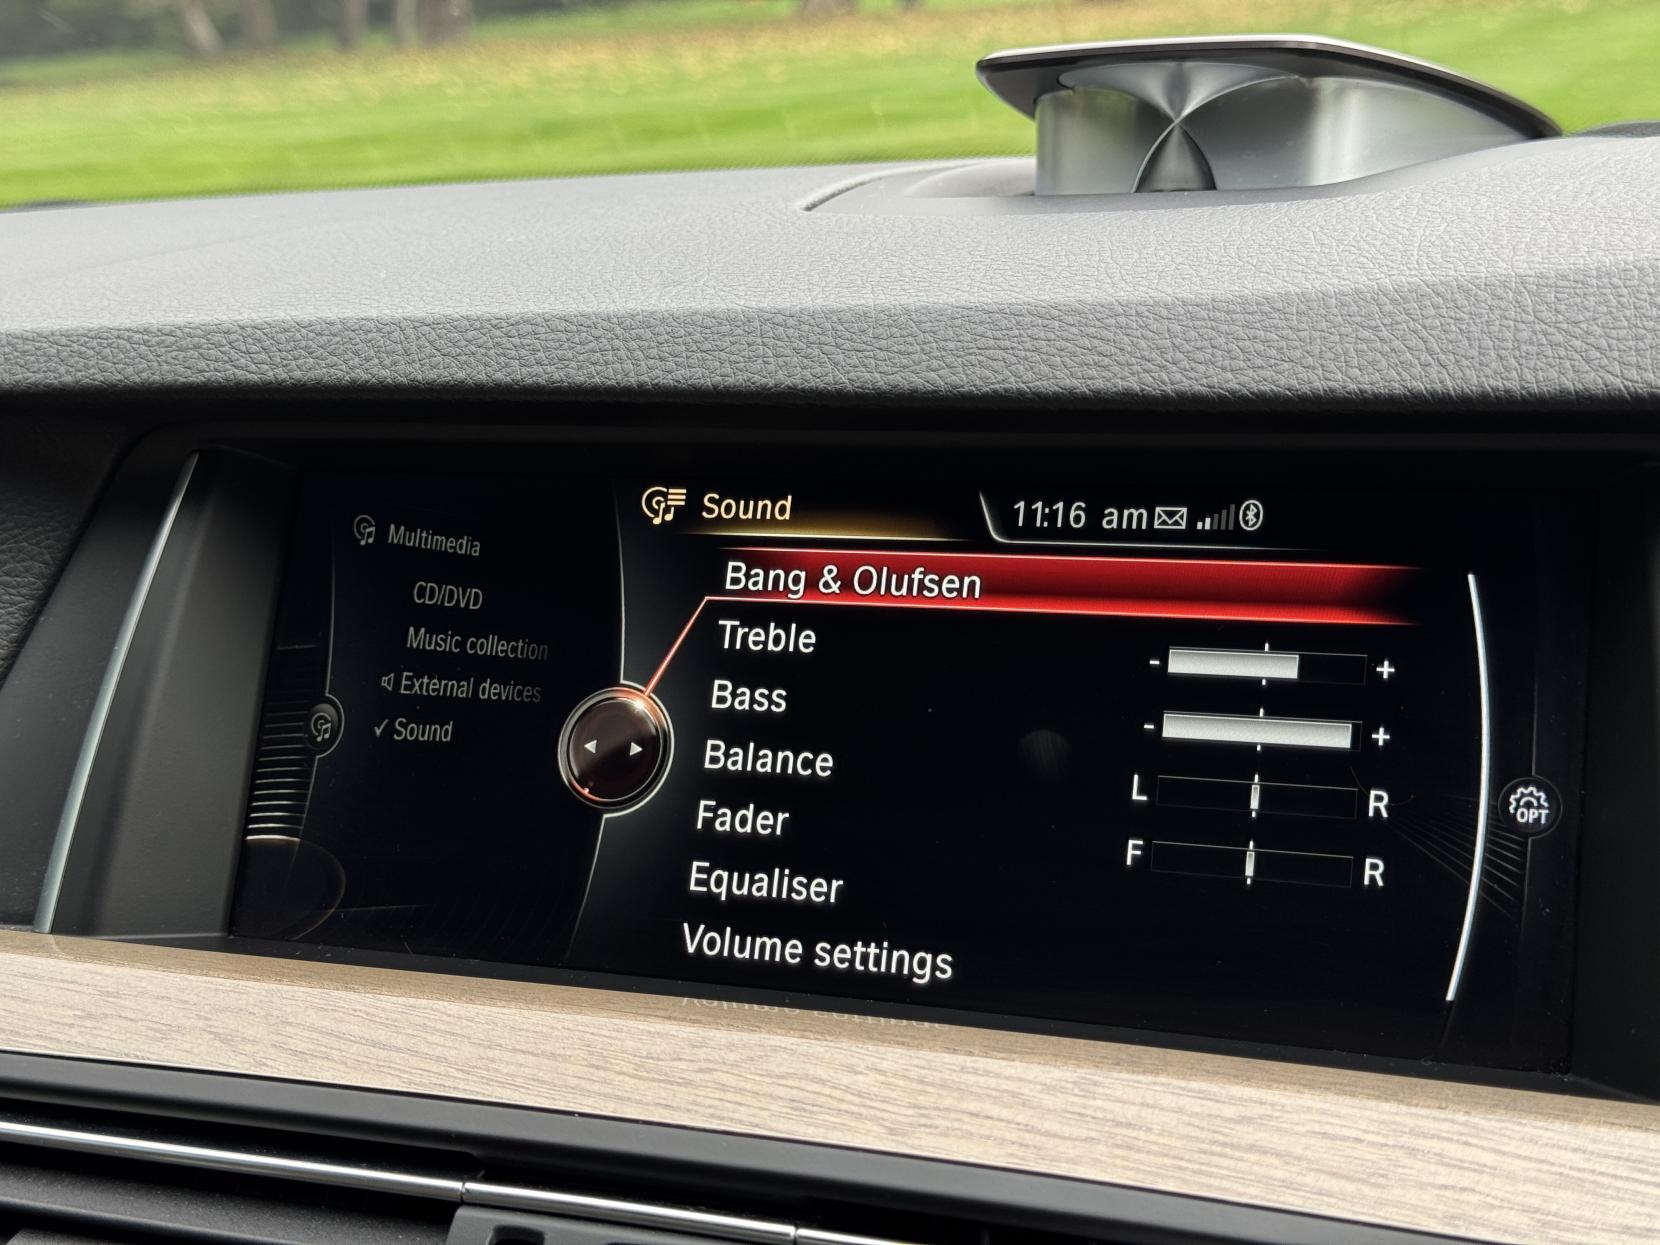 Multimedia
CD/DVD
Music collection
External devices
✓ Sound
Sound
11:16 am
Bang & Olufsen
Treble - +
Bass - +
Balance L R
Fader F R
Equaliser
Volume settings
OPT